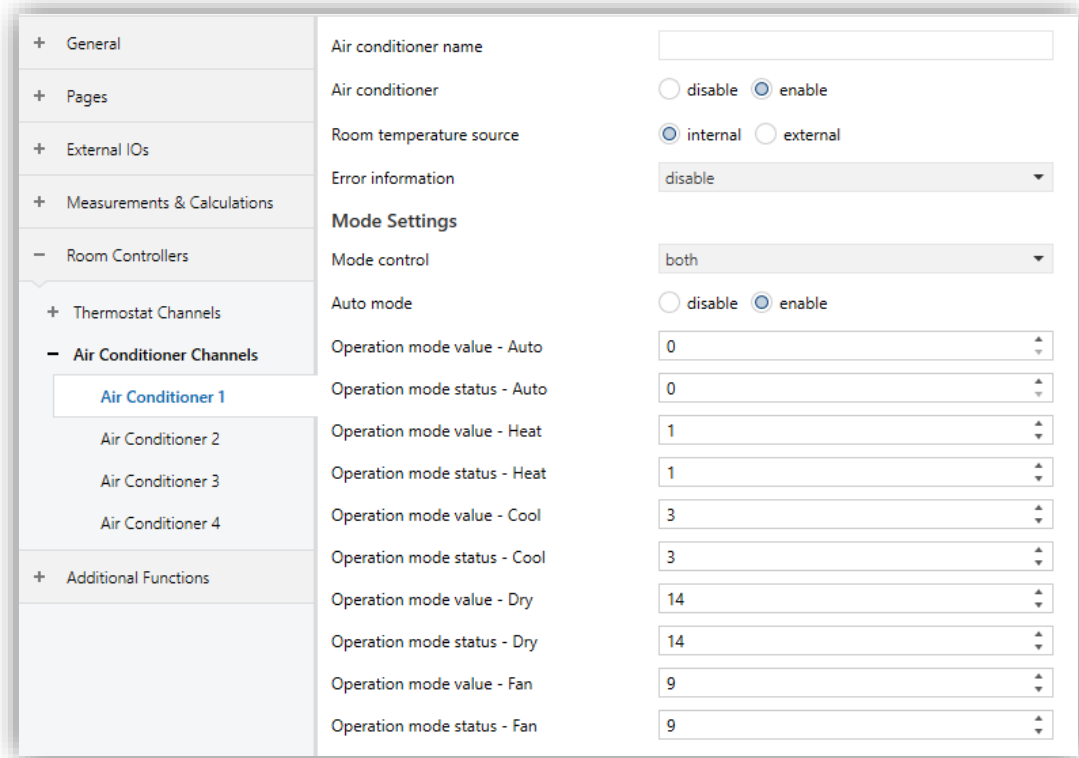 + General
+ Pages
+ External IOs
+ Measurements & Calculations
− Room Controllers
+ Thermostat Channels
− Air Conditioner Channels
Air Conditioner 1
Air Conditioner 2
Air Conditioner 3
Air Conditioner 4
+ Additional Functions
Air conditioner name
Air conditioner disable enable
Room temperature source internal external
Error information disable
Mode Settings
Mode control both
Auto mode disable enable
Operation mode value - Auto 0
Operation mode status - Auto 0
Operation mode value - Heat 1
Operation mode status - Heat 1
Operation mode value - Cool 3
Operation mode status - Cool 3
Operation mode value - Dry 14
Operation mode status - Dry 14
Operation mode value - Fan 9
Operation mode status - Fan 9